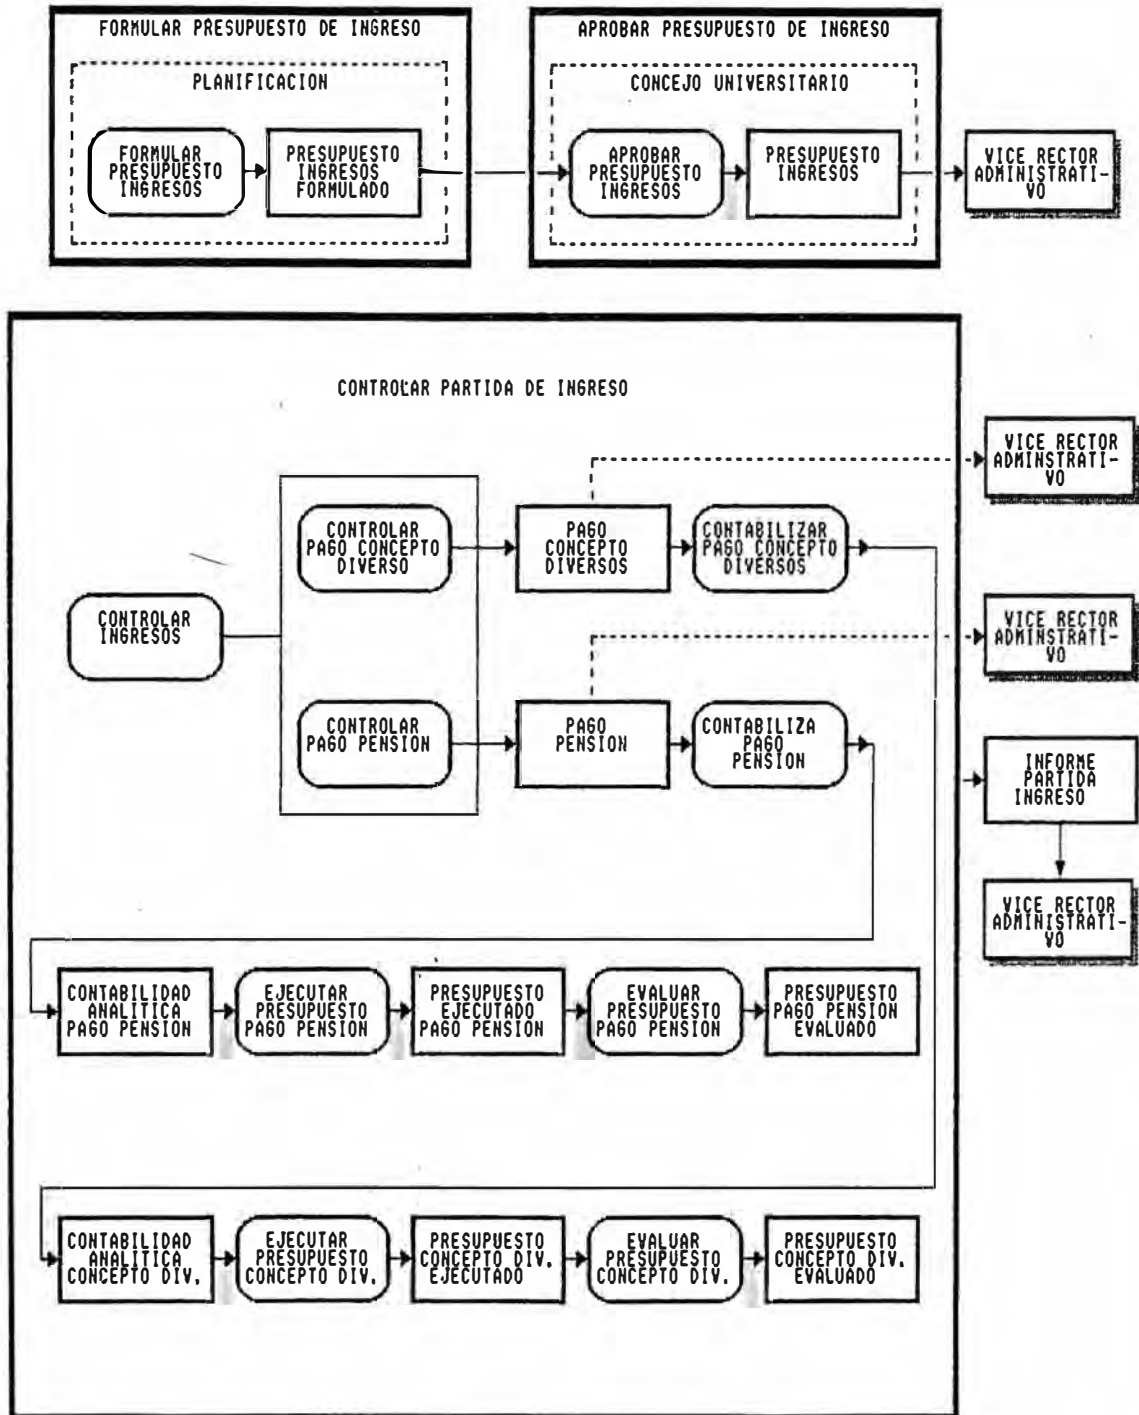 FORMULAR PRESUPUESTO DE INGRESO
PLANIFICACION
FORMULAR
PRESUPUESTO
INGRESOS
PRESUPUESTO
INGRESOS
FORMULADO
APROBAR PRESUPUESTO DE INGRESO
CONCEJO UNIVERSITARIO
APROBAR
PRESUPUESTO
INGRESOS
PRESUPUESTO
INGRESOS
VICE RECTOR
ADMINISTRATI-
VO
CONTROLAR PARTIDA DE INGRESO
CONTROLAR
INGRESOS
CONTROLAR
PAGO CONCEPTO
DIVERSO
PAGO
CONCEPTO
DIVERSOS
CONTABILIZAR
PAGO CONCEPTO
DIVERSOS
VICE RECTOR
ADMINSTRATI-
VO
CONTROLAR
PAGO PENSION
PAGO
PENSION
CONTABILIZA
PAGO
PENSION
VICE RECTOR
ADMINSTRATI-
VO
INFORME
PARTIDA
INGRESO
VICE RECTOR
ADMINISTRATI-
VO
CONTABILIDAD
ANALITICA
PAGO PENSION
EJECUTAR
PRESUPUESTO
PAGO PENSION
PRESUPUESTO
EJECUTADO
PAGO PENSION
EVALUAR
PRESUPUESTO
PAGO PENSION
PRESUPUESTO
PAGO PENSION
EVALUADO
CONTABILIDAD
ANALITICA
CONCEPTO DIV.
EJECUTAR
PRESUPUESTO
CONCEPTO DIV.
PRESUPUESTO
CONCEPTO DIV.
EJECUTADO
EVALUAR
PRESUPUESTO
CONCEPTO DIV.
PRESUPUESTO
CONCEPTO DIV.
EVALUADO